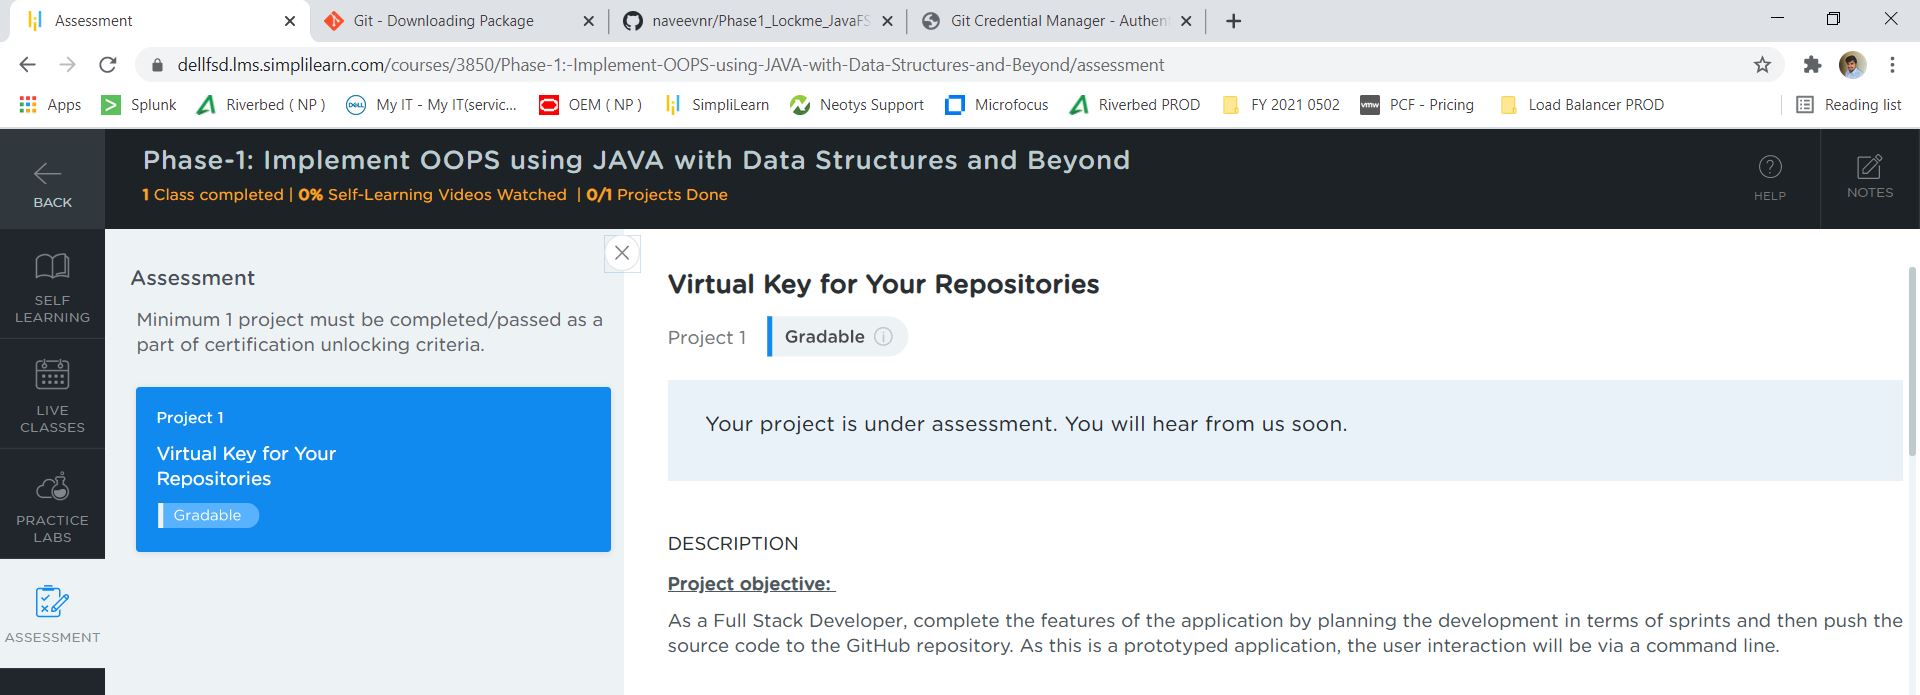 Assessment
Git - Downloading Package
naveevnr/Phase1_Lockme_JavaFS
Git Credential Manager - Authen
dellfsd.lms.simplilearn.com/courses/3850/Phase-1:-Implement-OOPS-using-JAVA-with-Data-Structures-and-Beyond/assessment
Apps
Splunk
Riverbed ( NP )
My IT - My IT(servic...
OEM ( NP )
SimpliLearn
Neotys Support
Microfocus
Riverbed PROD
FY 2021 0502
vmw
PCF - Pricing
Load Balancer PROD
Reading list
BACK
Phase-1: Implement OOPS using JAVA with Data Structures and Beyond
1 Class completed | 0% Self-Learning Videos Watched | 0/1 Projects Done
HELP
NOTES
SELF
LEARNING
LIVE
CLASSES
PRACTICE
LABS
ASSESSMENT
Assessment
Minimum 1 project must be completed/passed as a
part of certification unlocking criteria.
Project 1
Virtual Key for Your
Repositories
Gradable
Virtual Key for Your Repositories
Project 1
Gradable
Your project is under assessment. You will hear from us soon.
DESCRIPTION
Project objective:
As a Full Stack Developer, complete the features of the application by planning the development in terms of sprints and then push the
source code to the GitHub repository. As this is a prototyped application, the user interaction will be via a command line.